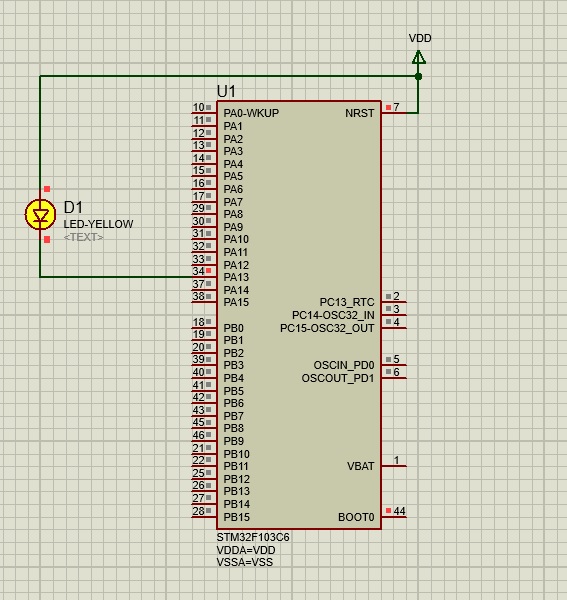 VDD
U1
10 PA0-WKUP NRST 7
11 PA1
12 PA2
13 PA3
14 PA4
15 PA5
16 PA6
17 PA7
29 PA8
30 PA9
31 PA10
32 PA11
33 PA12
34 PA13
37 PA14
38 PA15 PC13_RTC 2
PC14-OSC32_IN 3
18 PB0 PC15-OSC32_OUT 4
19 PB1
20 PB2
39 PB3 OSCIN_PD0 5
40 PB4 OSCOUT_PD1 6
41 PB5
42 PB6
43 PB7
45 PB8
46 PB9
21 PB10
22 PB11 VBAT 1
25 PB12
26 PB13
27 PB14
28 PB15 BOOT0 44
D1
LED-YELLOW
<TEXT>
STM32F103C6
VDDA=VDD
VSSA=VSS